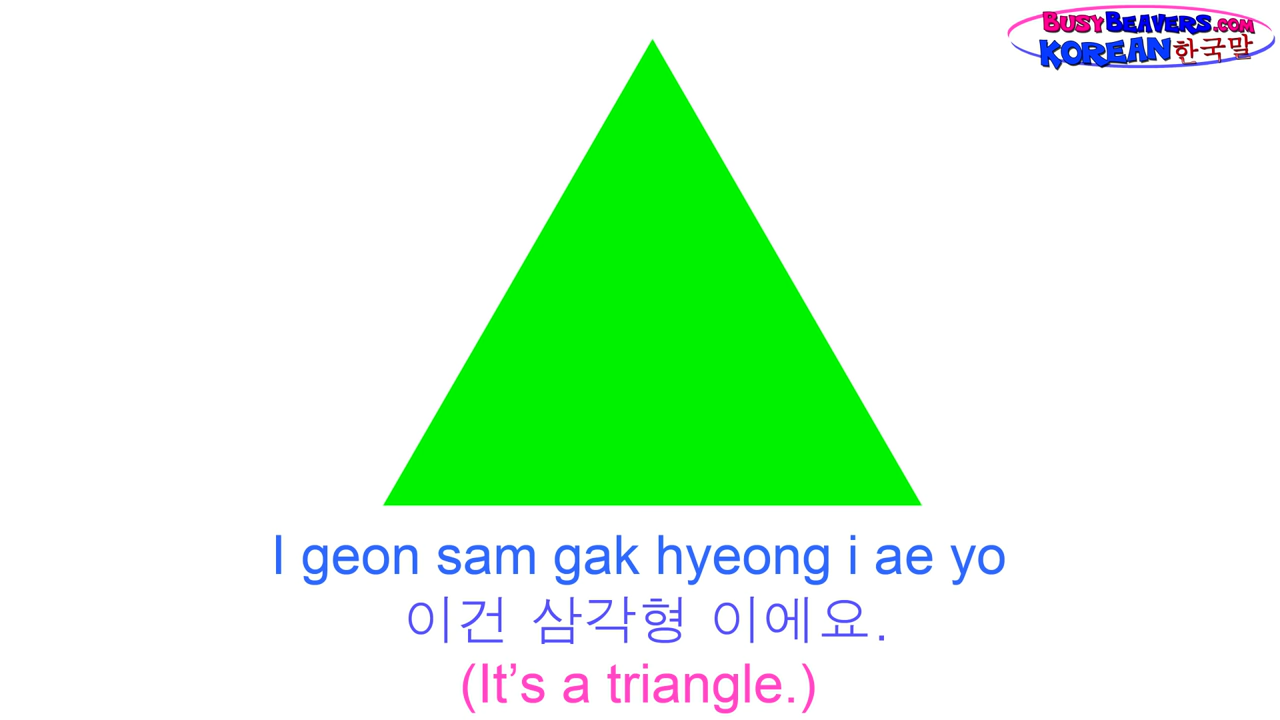 BUSYBEAVERS.COM
KOREAN한국말
I geon sam gak hyeong i ae yo
이건 삼각형 이에요.
(It’s a triangle.)